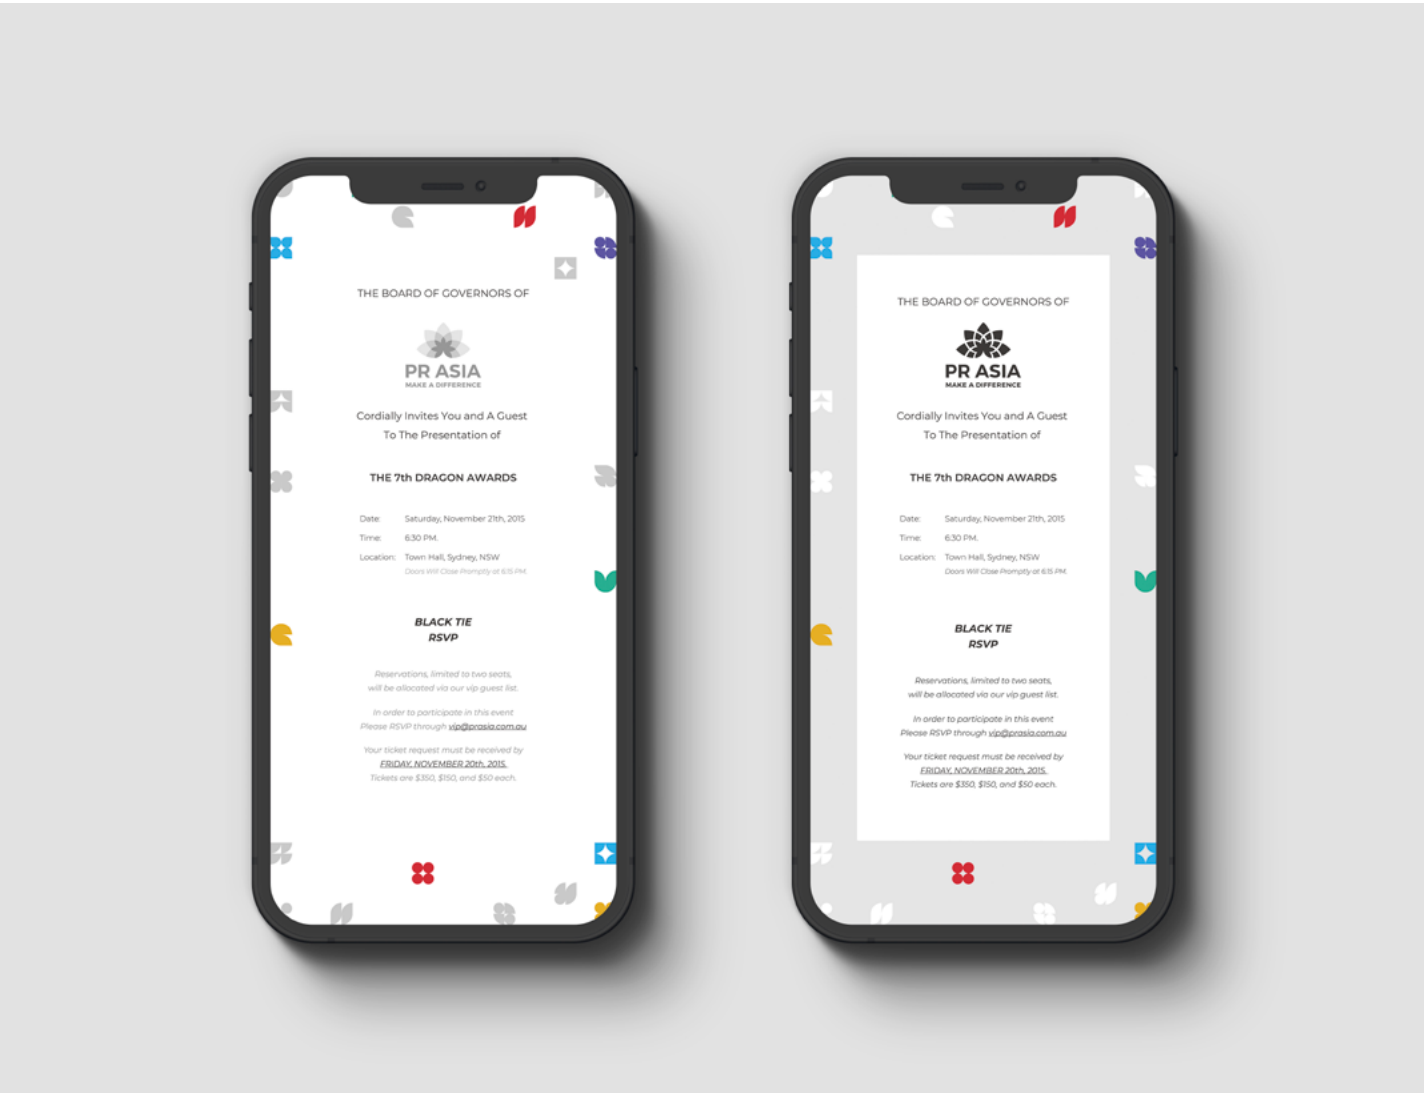 THE BOARD OF GOVERNORS OF
PR ASIA
MAKE A DIFFERENCE
Cordially Invites You and A Guest
To The Presentation of
THE 7th DRAGON AWARDS
Date: Saturday, November 21th, 2015
Time: 6:30 PM.
Location: Town Hall, Sydney, NSW
Doors Will Close Promptly at 6:15 PM.
BLACK TIE
RSVP
Reservations, limited to two seats,
will be allocated via our vip guest list.
In order to participate in this event
Please RSVP through vip@prasia.com.au
Your ticket request must be received by
FRIDAY, NOVEMBER 20th, 2015.
Tickets are $350, $150, and $50 each.
THE BOARD OF GOVERNORS OF
PR ASIA
MAKE A DIFFERENCE
Cordially Invites You and A Guest
To The Presentation of
THE 7th DRAGON AWARDS
Date: Saturday, November 21th, 2015
Time: 6:30 PM.
Location: Town Hall, Sydney, NSW
Doors Will Close Promptly at 6:15 PM.
BLACK TIE
RSVP
Reservations, limited to two seats,
will be allocated via our vip guest list.
In order to participate in this event
Please RSVP through vip@prasia.com.au
Your ticket request must be received by
FRIDAY, NOVEMBER 20th, 2015.
Tickets are $350, $150, and $50 each.